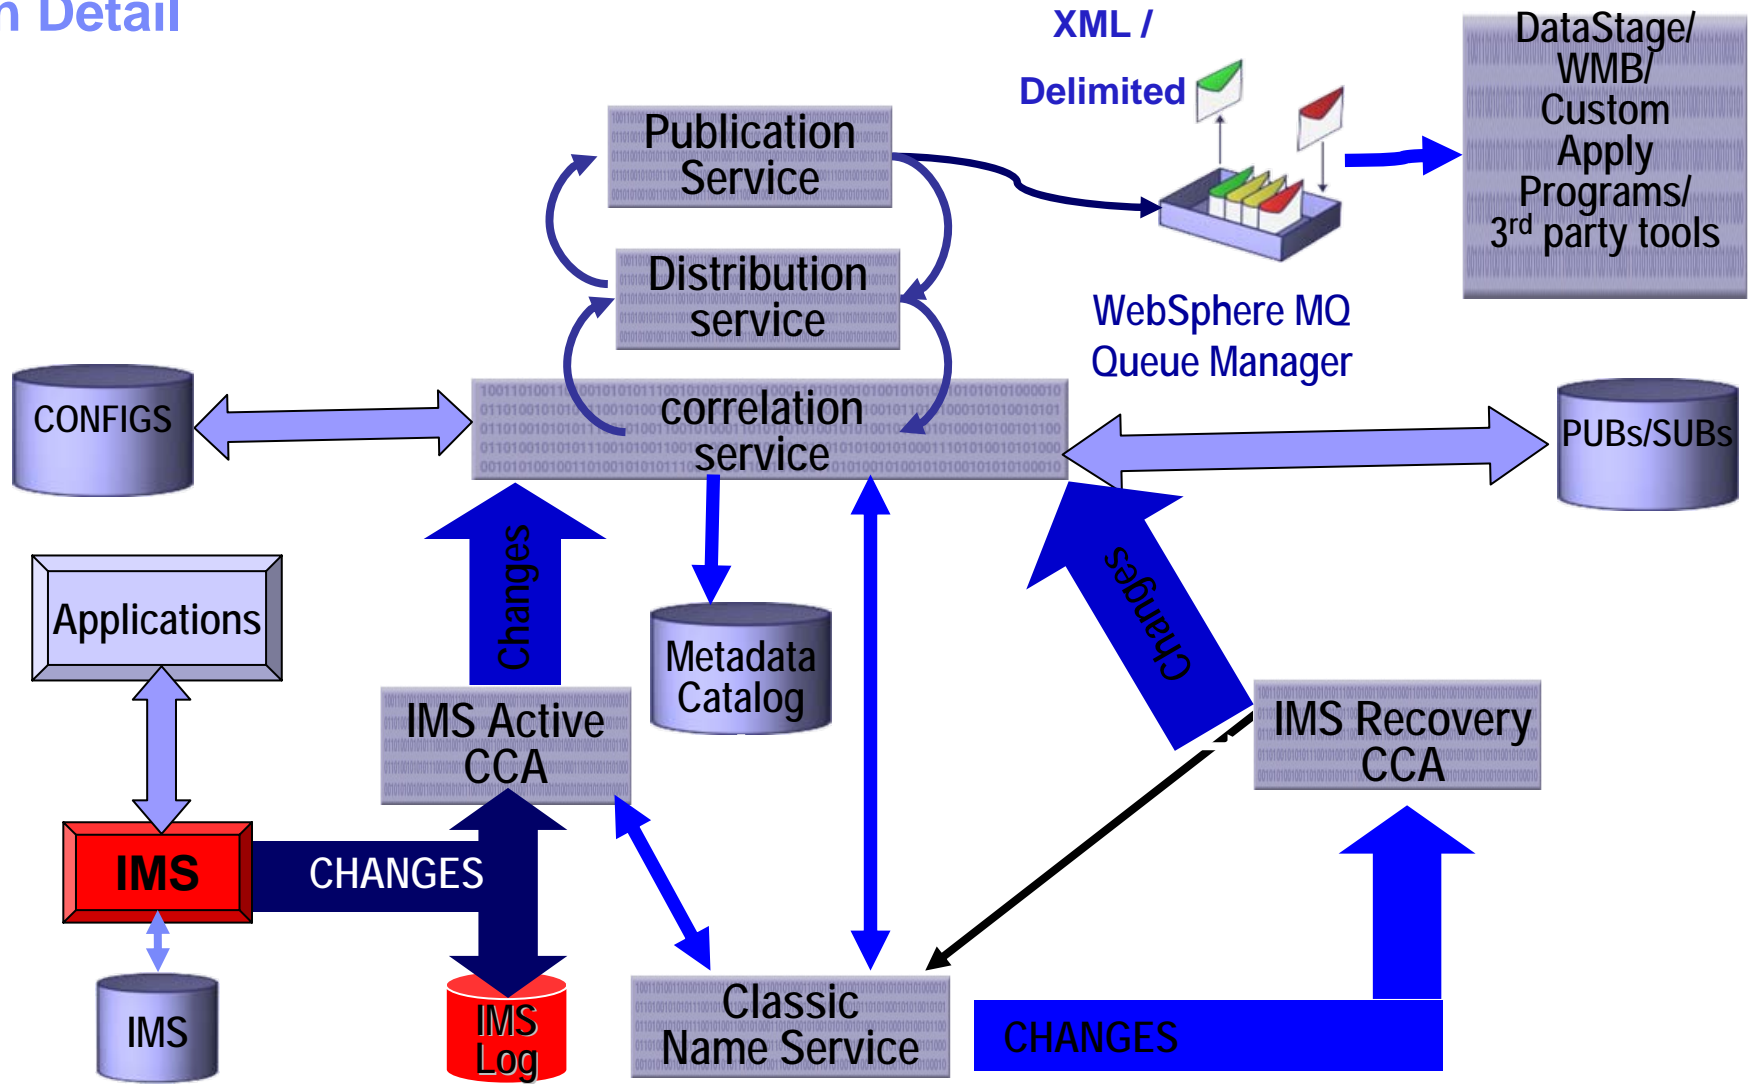 n Detail
XML /
Delimited
DataStage/
WMB/
Custom
Apply
Programs/
3rd party tools
Publication
Service
Distribution
service
WebSphere MQ
Queue Manager
CONFIGS
correlation
service
PUBs/SUBs
Changes
Changes
Applications
Metadata
Catalog
IMS Active
CCA
IMS Recovery
CCA
IMS
CHANGES
IMS
IMS
Log
Classic
Name Service
CHANGES